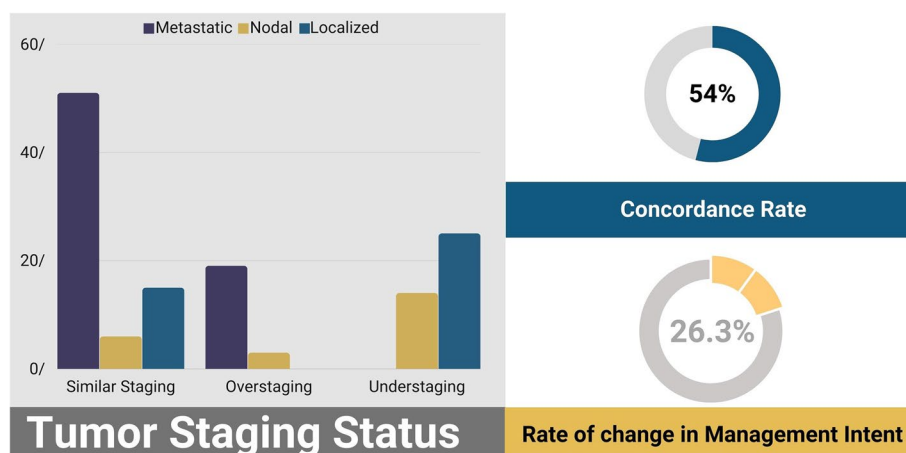 Metastatic Nodal Localized
60/
40/
20/
0/
Similar Staging Overstaging Understaging
Tumor Staging Status
54%
Concordance Rate
26.3%
Rate of change in Management Intent